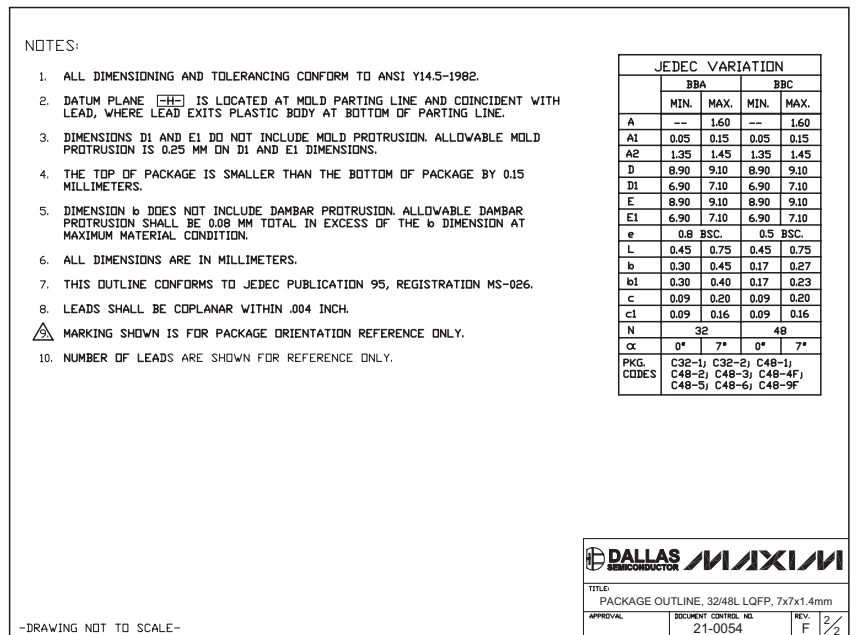 NOTES:
1. ALL DIMENSIONING AND TOLERANCING CONFORM TO ANSI Y14.5-1982.
2. DATUM PLANE -H- IS LOCATED AT MOLD PARTING LINE AND COINCIDENT WITH
LEAD, WHERE LEAD EXITS PLASTIC BODY AT BOTTOM OF PARTING LINE.
3. DIMENSIONS D1 AND E1 DO NOT INCLUDE MOLD PROTRUSION. ALLOWABLE MOLD
PROTRUSION IS 0.25 MM ON D1 AND E1 DIMENSIONS.
4. THE TOP OF PACKAGE IS SMALLER THAN THE BOTTOM OF PACKAGE BY 0.15
MILLIMETERS.
5. DIMENSION b DOES NOT INCLUDE DAMBAR PROTRUSION. ALLOWABLE DAMBAR
PROTRUSION SHALL BE 0.08 MM TOTAL IN EXCESS OF THE b DIMENSION AT
MAXIMUM MATERIAL CONDITION.
6. ALL DIMENSIONS ARE IN MILLIMETERS.
7. THIS OUTLINE CONFORMS TO JEDEC PUBLICATION 95, REGISTRATION MS-026.
8. LEADS SHALL BE COPLANAR WITHIN .004 INCH.
9. MARKING SHOWN IS FOR PACKAGE ORIENTATION REFERENCE ONLY.
10. NUMBER OF LEADS ARE SHOWN FOR REFERENCE ONLY.
JEDEC VARIATION
BBA BBC
MIN. MAX. MIN. MAX.
A -- 1.60 -- 1.60
A1 0.05 0.15 0.05 0.15
A2 1.35 1.45 1.35 1.45
D 8.90 9.10 8.90 9.10
D1 6.90 7.10 6.90 7.10
E 8.90 9.10 8.90 9.10
E1 6.90 7.10 6.90 7.10
e 0.8 BSC. 0.5 BSC.
L 0.45 0.75 0.45 0.75
b 0.30 0.45 0.17 0.27
b1 0.30 0.40 0.17 0.23
c 0.09 0.20 0.09 0.20
c1 0.09 0.16 0.09 0.16
N 32 48
α 0° 7° 0° 7°
PKG. CODES C32-1; C32-2; C48-1;
C48-2; C48-3; C48-4F;
C48-5; C48-6; C48-9F
DALLAS SEMICONDUCTOR MAXIM
TITLE:
PACKAGE OUTLINE, 32/48L LQFP, 7x7x1.4mm
APPROVAL DOCUMENT CONTROL NO. REV.
21-0054 F 2/2
-DRAWING NOT TO SCALE-